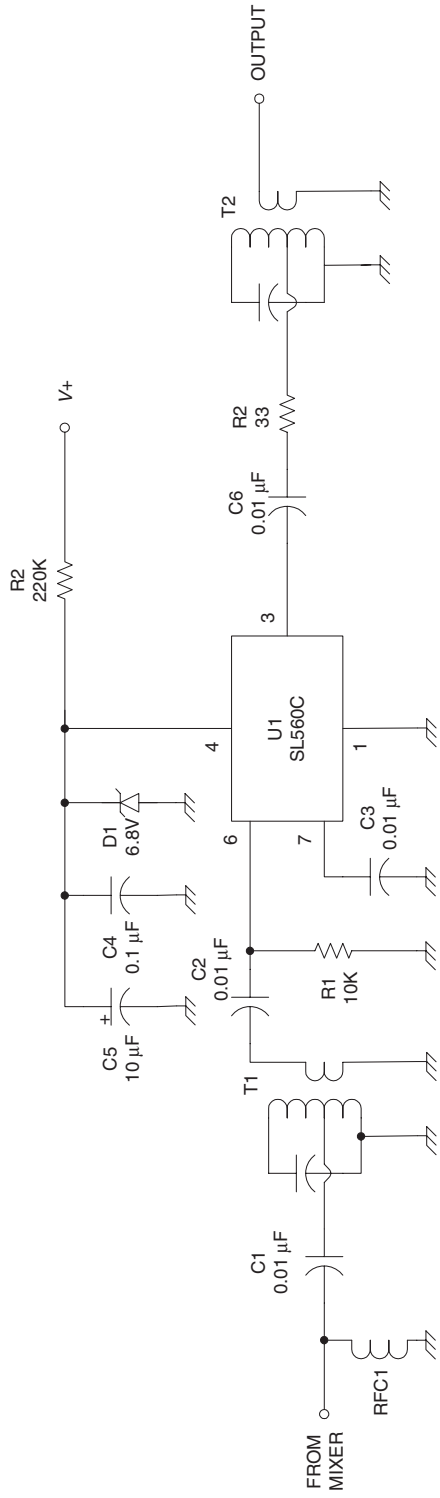 FROM
MIXER
RFC1
C1
0.01 µF
T1
C2
0.01 µF
R1
10K
C5
10 µF
+
C4
0.1 µF
D1
6.8V
R2
220K
V+
6
7
4
U1
SL560C
1
3
C3
0.01 µF
C6
0.01 µF
R2
33
T2
OUTPUT